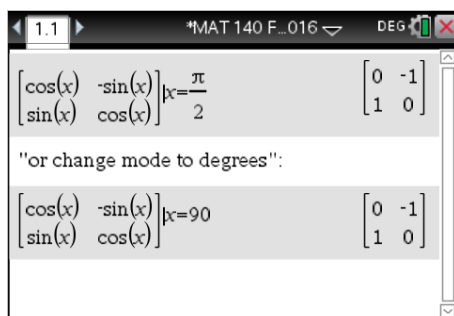 1.1 *MAT 140 F...016 DEG
[cos(x) -sin(x)
sin(x) cos(x)]|x=π/2 [0 -1
1 0]
"or change mode to degrees":
[cos(x) -sin(x)
sin(x) cos(x)]|x=90 [0 -1
1 0]